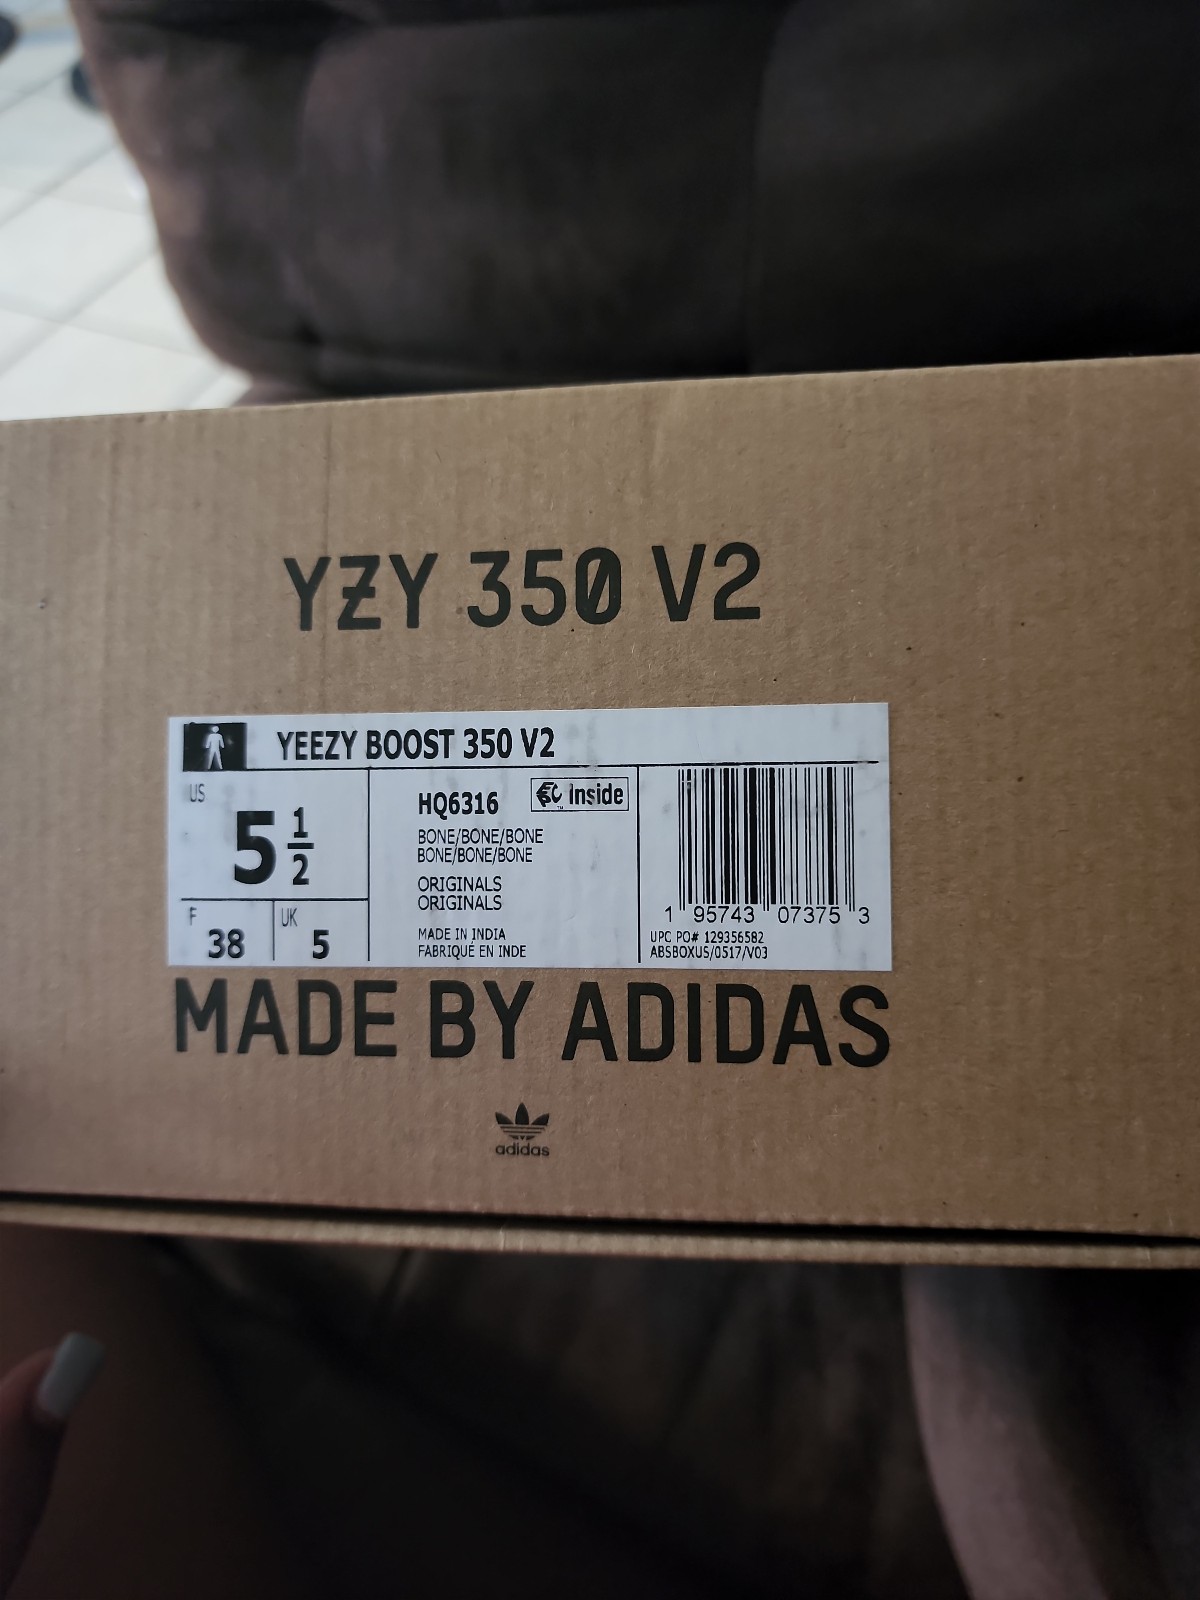 YZY 350 V2
YEEZY BOOST 350 V2
US
5 1/2
F
38
UK
5
HQ6316
Inside
BONE/BONE/BONE
BONE/BONE/BONE
ORIGINALS
ORIGINALS
MADE IN INDIA
FABRIQUÉ EN INDE
1 95743 07375 3
UPC PO# 129356582
ABSBOXUS/0517/V03
MADE BY ADIDAS
adidas